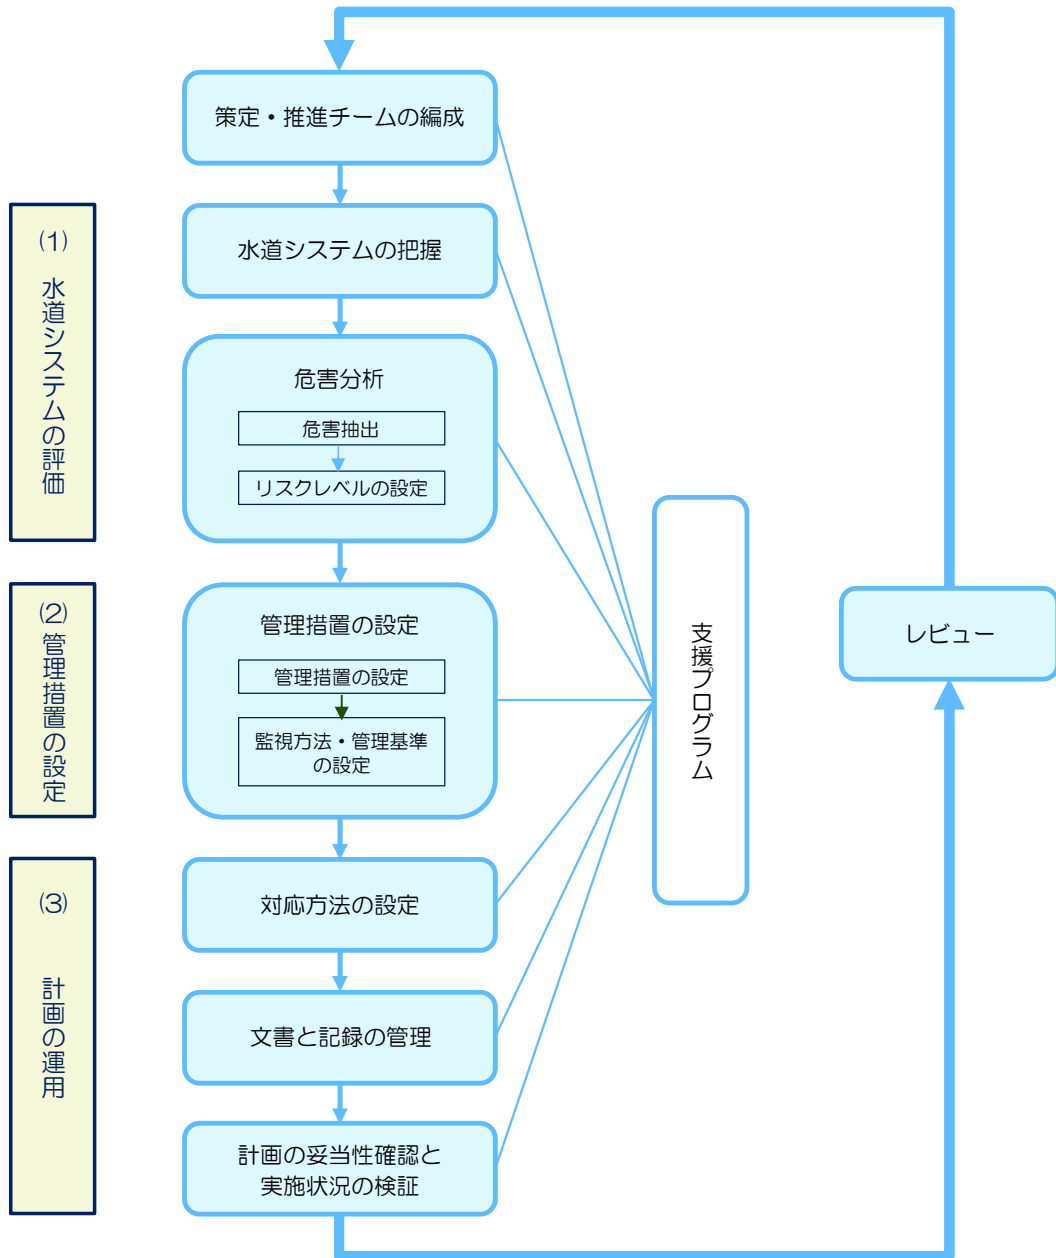 策定・推進チームの編成
(1)
水道システムの評価
水道システムの把握
危害分析
危害抽出
リスクレベルの設定
(2)
管理措置の設定
管理措置の設定
管理措置の設定
監視方法・管理基準
の設定
(3)
計画の運用
対応方法の設定
文書と記録の管理
計画の妥当性確認と
実施状況の検証
支援プログラム
レビュー